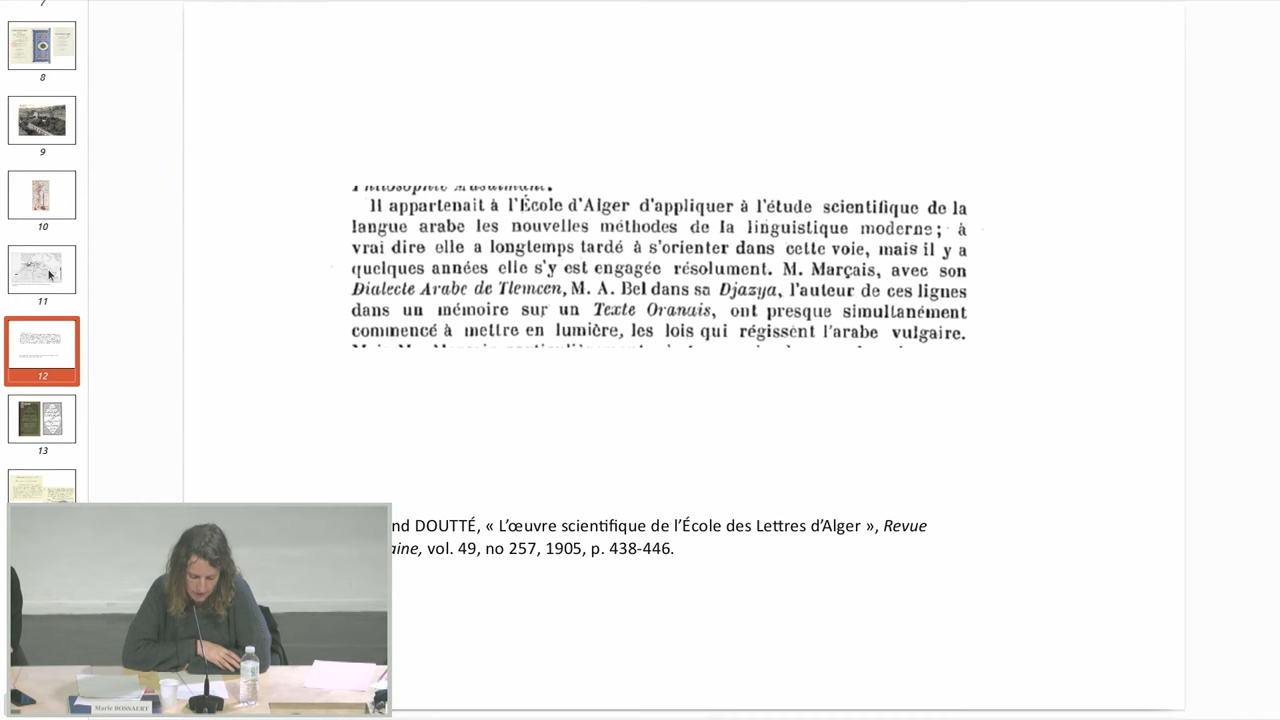 7
8
9
10
11
12
13
Il appartenait à l'École d'Alger d'appliquer à l'étude scientifique de la
langue arabe les nouvelles méthodes de la linguistique moderne; à
vrai dire elle a longtemps tardé à s'orienter dans cette voie, mais il y a
quelques années elle s'y est engagée résolument. M. Marçais, avec son
Dialecte Arabe de Tlemcen, M. A. Bel dans sa Djazya, l'auteur de ces lignes
dans un mémoire sur un Texte Oranais, ont presque simultanément
commencé à mettre en lumière, les lois qui régissent l'arabe vulgaire.
nd DOUTTÉ, « L'œuvre scientifique de l'École des Lettres d'Alger », Revue
aine, vol. 49, no 257, 1905, p. 438-446.
Marie BOSSAERT